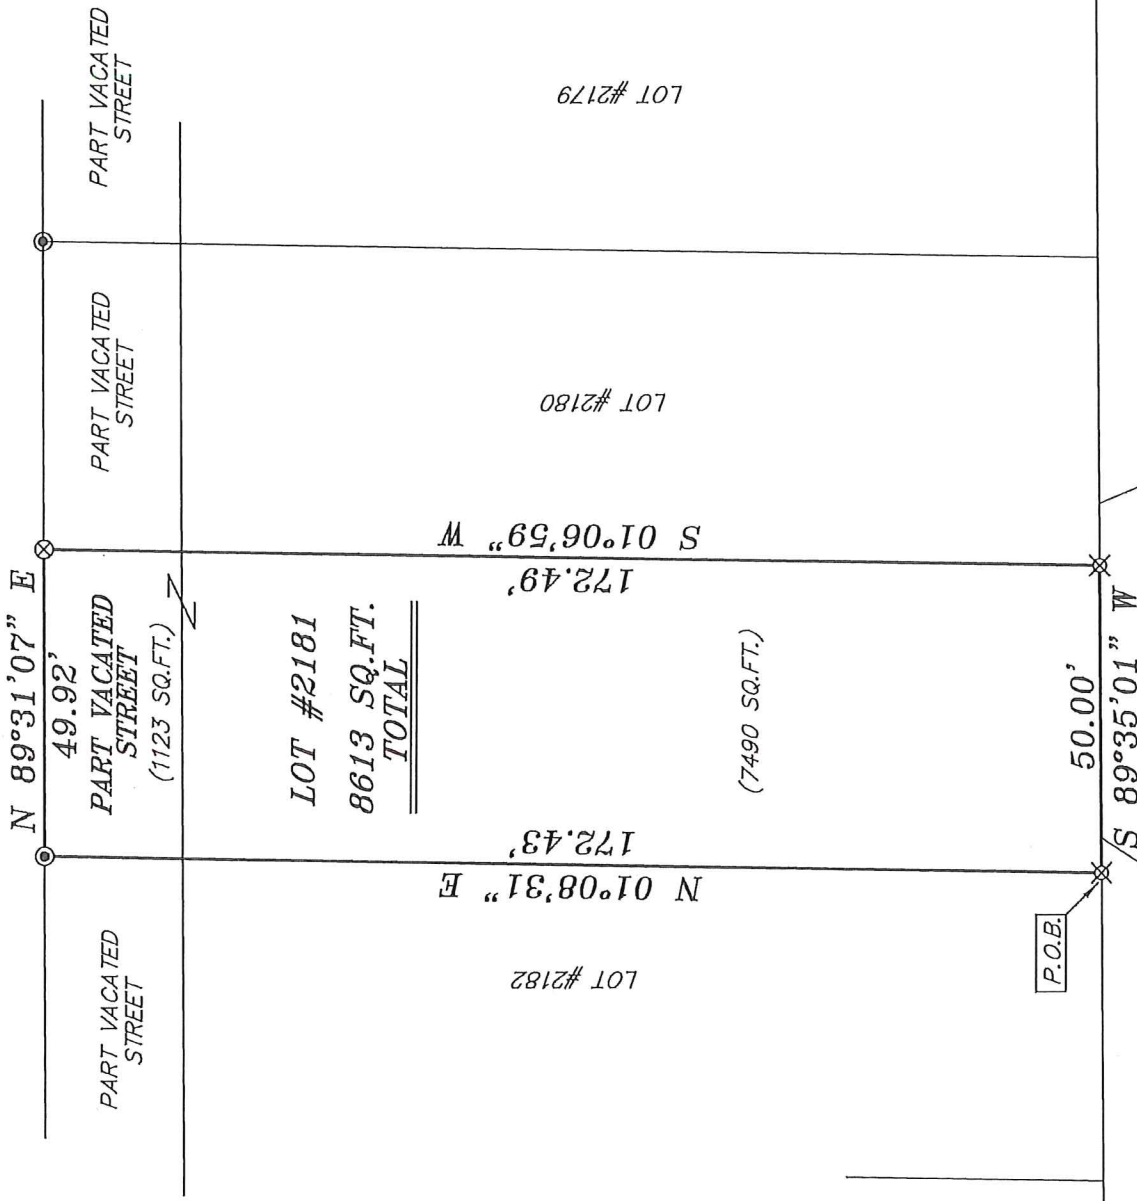 PART VACATED
STREET
LOT #2179
PART VACATED
STREET
LOT #2180
N 89°31'07" E
49.92'
PART VACATED
STREET
(1123 SQ.FT.)
S 01°06'59" W
172.49'
LOT #2181
8613 SQ.FT.
TOTAL
(7490 SQ.FT.)
50.00'
S 89°35'01" W
172.43'
N 01°08'31" E
PART VACATED
STREET
LOT #2182
P.O.B.